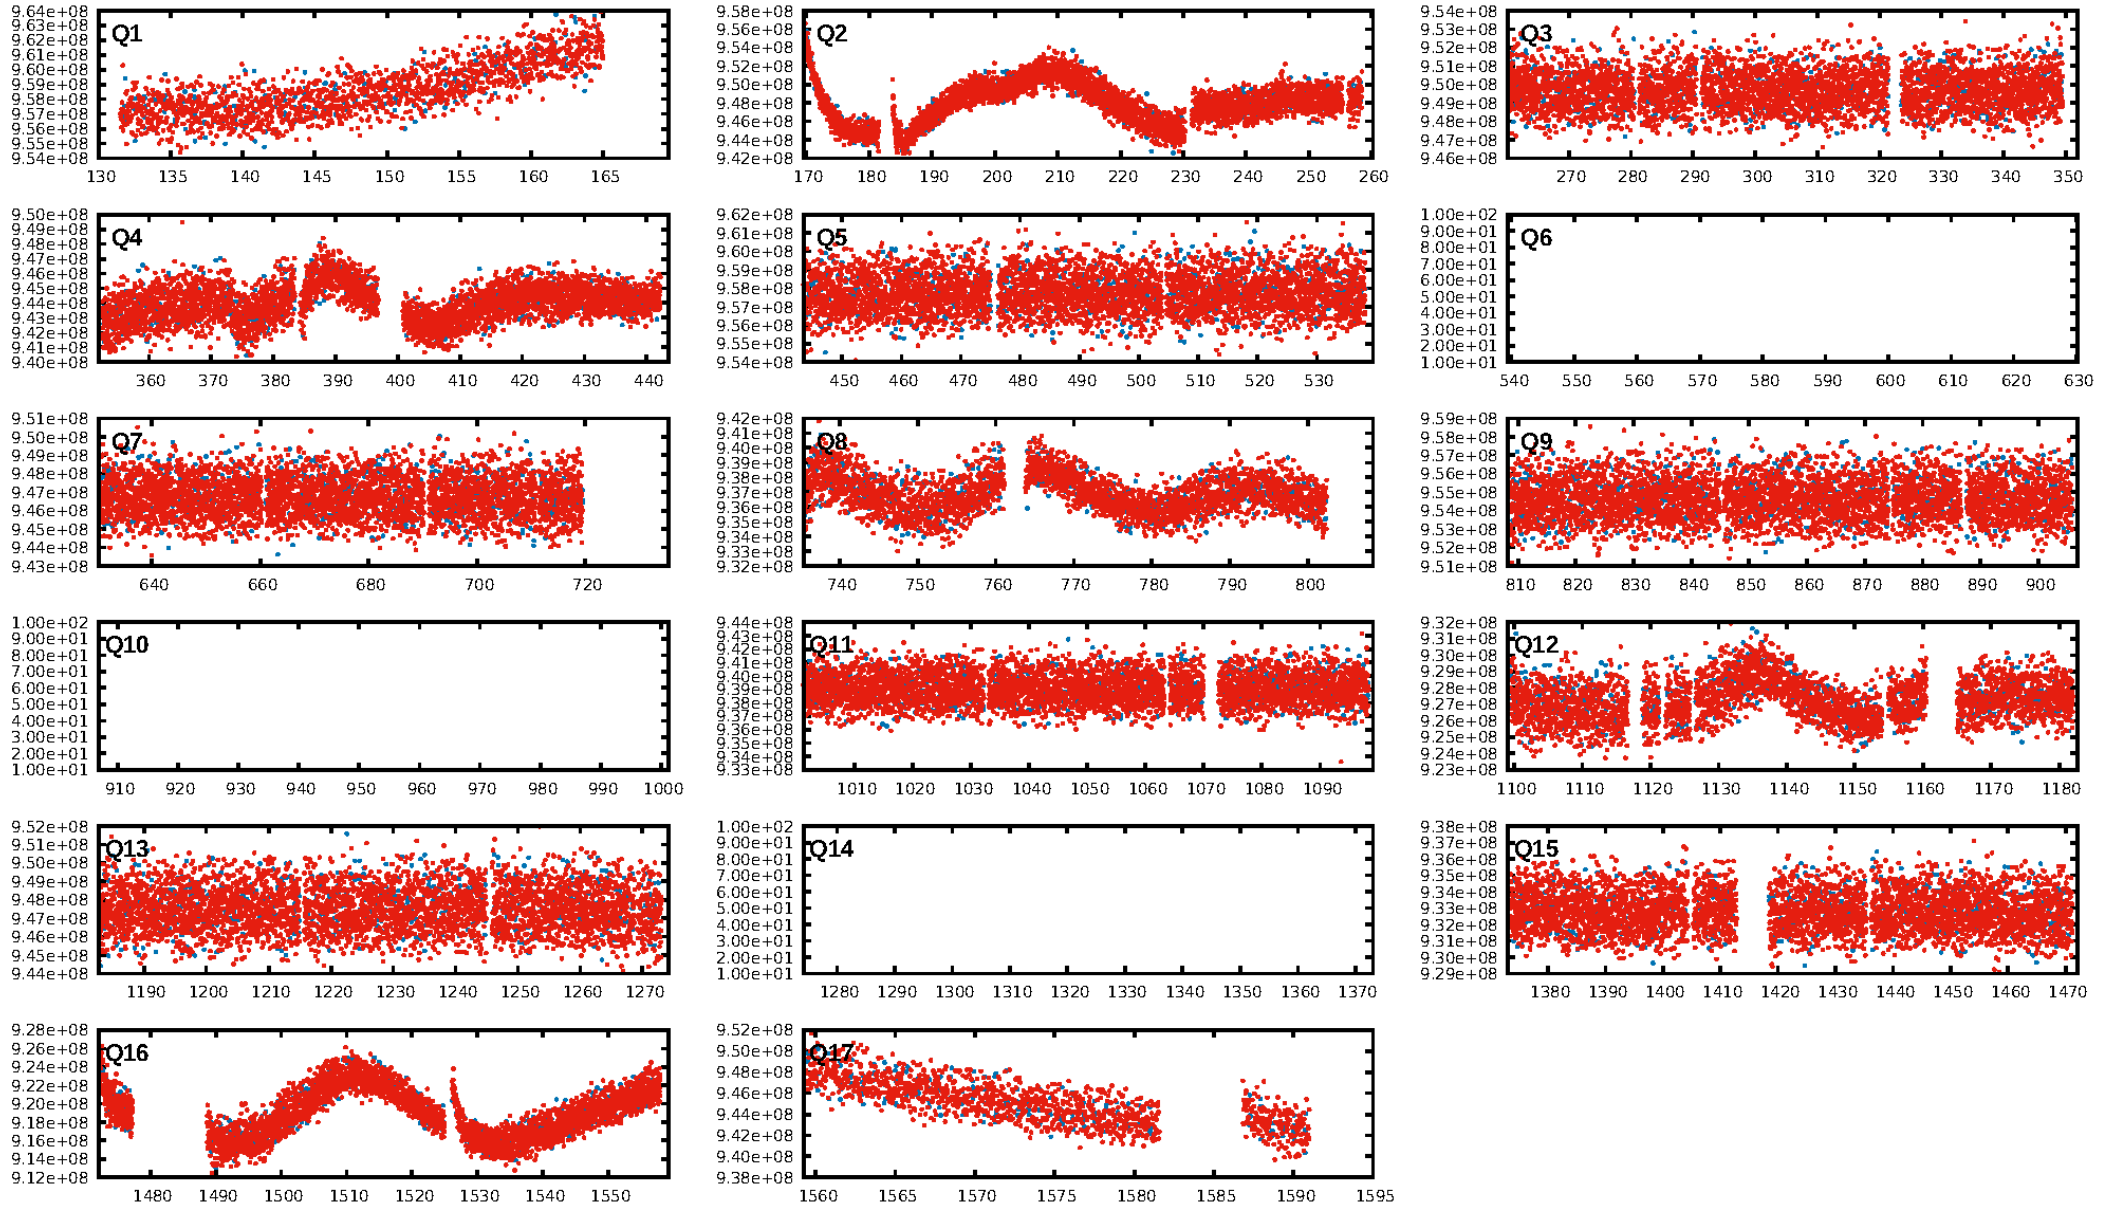 Q1
9.64e+08
9.63e+08
9.62e+08
9.61e+08
9.60e+08
9.59e+08
9.58e+08
9.57e+08
9.56e+08
9.55e+08
9.54e+08
130 135 140 145 150 155 160 165
Q2
9.58e+08
9.56e+08
9.54e+08
9.52e+08
9.50e+08
9.48e+08
9.46e+08
9.44e+08
9.42e+08
170 180 190 200 210 220 230 240 250 260
Q3
9.54e+08
9.53e+08
9.52e+08
9.51e+08
9.50e+08
9.49e+08
9.48e+08
9.47e+08
9.46e+08
270 280 290 300 310 320 330 340 350
Q4
9.50e+08
9.49e+08
9.48e+08
9.47e+08
9.46e+08
9.45e+08
9.44e+08
9.43e+08
9.42e+08
9.41e+08
9.40e+08
360 370 380 390 400 410 420 430 440
Q5
9.62e+08
9.61e+08
9.60e+08
9.59e+08
9.58e+08
9.57e+08
9.56e+08
9.55e+08
9.54e+08
450 460 470 480 490 500 510 520 530
Q6
1.00e+02
9.00e+01
8.00e+01
7.00e+01
6.00e+01
5.00e+01
4.00e+01
3.00e+01
2.00e+01
1.00e+01
540 550 560 570 580 590 600 610 620 630
Q7
9.51e+08
9.50e+08
9.49e+08
9.48e+08
9.47e+08
9.46e+08
9.45e+08
9.44e+08
9.43e+08
640 660 680 700 720
Q8
9.42e+08
9.41e+08
9.40e+08
9.39e+08
9.38e+08
9.37e+08
9.36e+08
9.35e+08
9.34e+08
9.33e+08
9.32e+08
740 750 760 770 780 790 800
Q9
9.59e+08
9.58e+08
9.57e+08
9.56e+08
9.55e+08
9.54e+08
9.53e+08
9.52e+08
9.51e+08
810 820 830 840 850 860 870 880 890 900
Q10
1.00e+02
9.00e+01
8.00e+01
7.00e+01
6.00e+01
5.00e+01
4.00e+01
3.00e+01
2.00e+01
1.00e+01
910 920 930 940 950 960 970 980 990 1000
Q11
9.44e+08
9.43e+08
9.42e+08
9.41e+08
9.40e+08
9.39e+08
9.38e+08
9.37e+08
9.36e+08
9.35e+08
9.34e+08
9.33e+08
1010 1020 1030 1040 1050 1060 1070 1080 1090
Q12
9.32e+08
9.31e+08
9.30e+08
9.29e+08
9.28e+08
9.27e+08
9.26e+08
9.25e+08
9.24e+08
9.23e+08
1100 1110 1120 1130 1140 1150 1160 1170 1180
Q13
9.52e+08
9.51e+08
9.50e+08
9.49e+08
9.48e+08
9.47e+08
9.46e+08
9.45e+08
9.44e+08
1190 1200 1210 1220 1230 1240 1250 1260 1270
Q14
1.00e+02
9.00e+01
8.00e+01
7.00e+01
6.00e+01
5.00e+01
4.00e+01
3.00e+01
2.00e+01
1.00e+01
1280 1290 1300 1310 1320 1330 1340 1350 1360 1370
Q15
9.38e+08
9.37e+08
9.36e+08
9.35e+08
9.34e+08
9.33e+08
9.32e+08
9.31e+08
9.30e+08
9.29e+08
1380 1390 1400 1410 1420 1430 1440 1450 1460 1470
Q16
9.28e+08
9.26e+08
9.24e+08
9.22e+08
9.20e+08
9.18e+08
9.16e+08
9.14e+08
9.12e+08
1480 1490 1500 1510 1520 1530 1540 1550
Q17
9.52e+08
9.50e+08
9.48e+08
9.46e+08
9.44e+08
9.42e+08
9.40e+08
9.38e+08
1560 1565 1570 1575 1580 1585 1590 1595